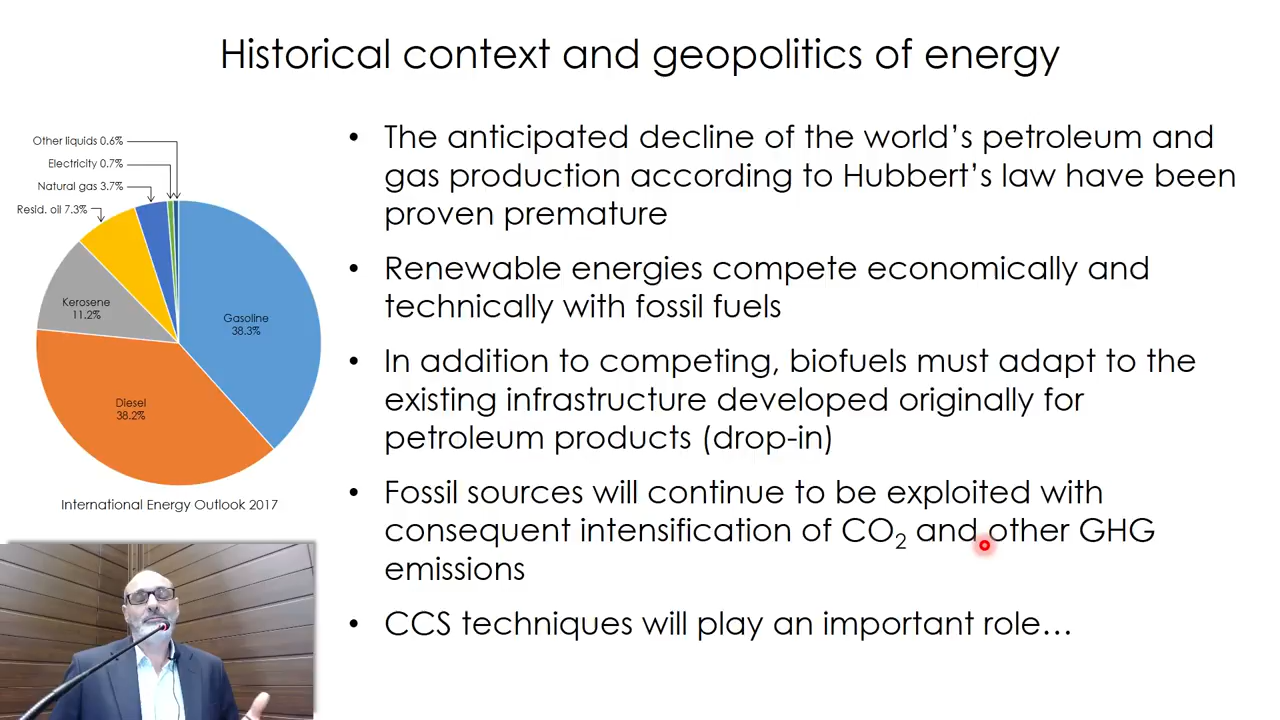 Historical context and geopolitics of energy
Other liquids 0.6%
Electricity 0.7%
Natural gas 3.7%
Resid. oil 7.3%
Kerosene
11.2%
Gasoline
38.3%
Diesel
38.2%
International Energy Outlook 2017
• The anticipated decline of the world’s petroleum and
gas production according to Hubbert’s law have been
proven premature
• Renewable energies compete economically and
technically with fossil fuels
• In addition to competing, biofuels must adapt to the
existing infrastructure developed originally for
petroleum products (drop-in)
• Fossil sources will continue to be exploited with
consequent intensification of CO₂ and other GHG
emissions
• CCS techniques will play an important role…